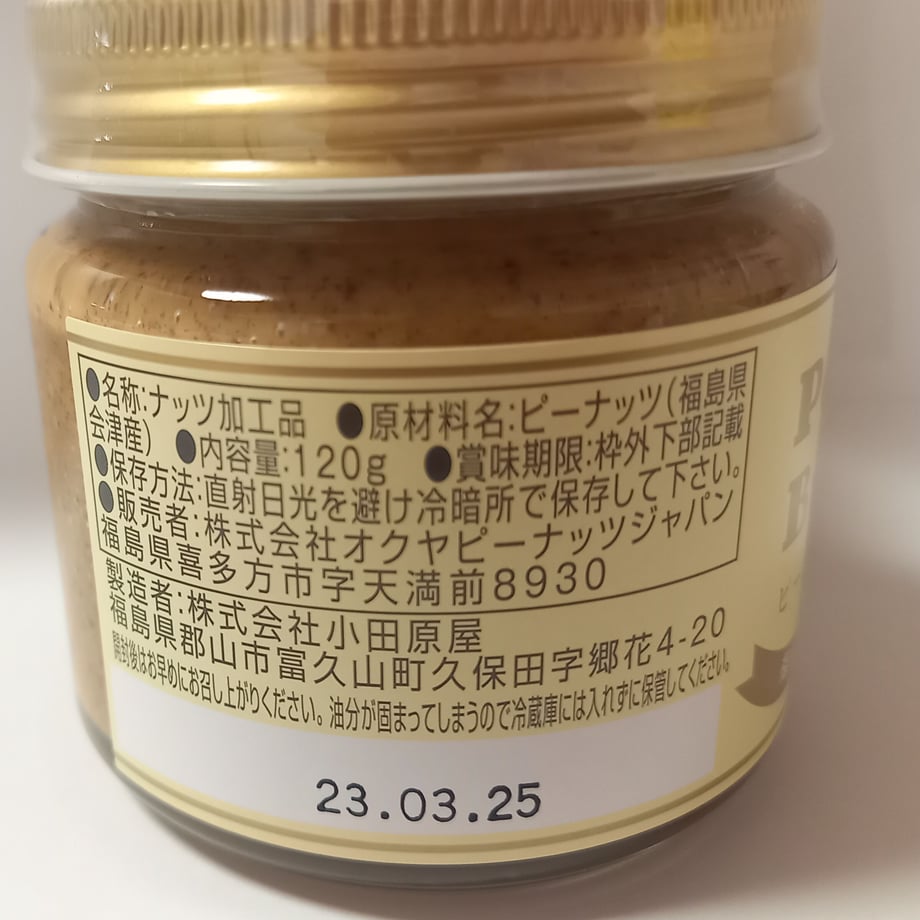 ●名称:ナッツ加工品 ●原材料名:ピーナッツ(福島県
会津産) ●内容量:120g ●賞味期限:枠外下部記載
●保存方法:直射日光を避け冷暗所で保存して下さい。
●販売者:株式会社オクヤピーナッツジャパン
福島県喜多方市字天満前8930
製造者:株式会社小田原屋
福島県郡山市富久山町久保田字郷花4-20
開封後はお早めにお召し上がりください。油分が固まってしまうので冷蔵庫には入れずに保管してください。
23.03.25
P
B
ピ